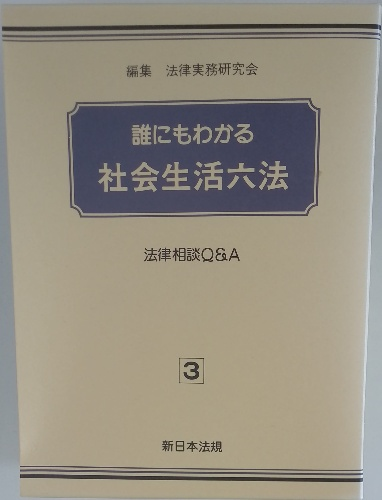 編集 法律実務研究会
誰にもわかる
社会生活六法
法律相談Q&A
3
新日本法規